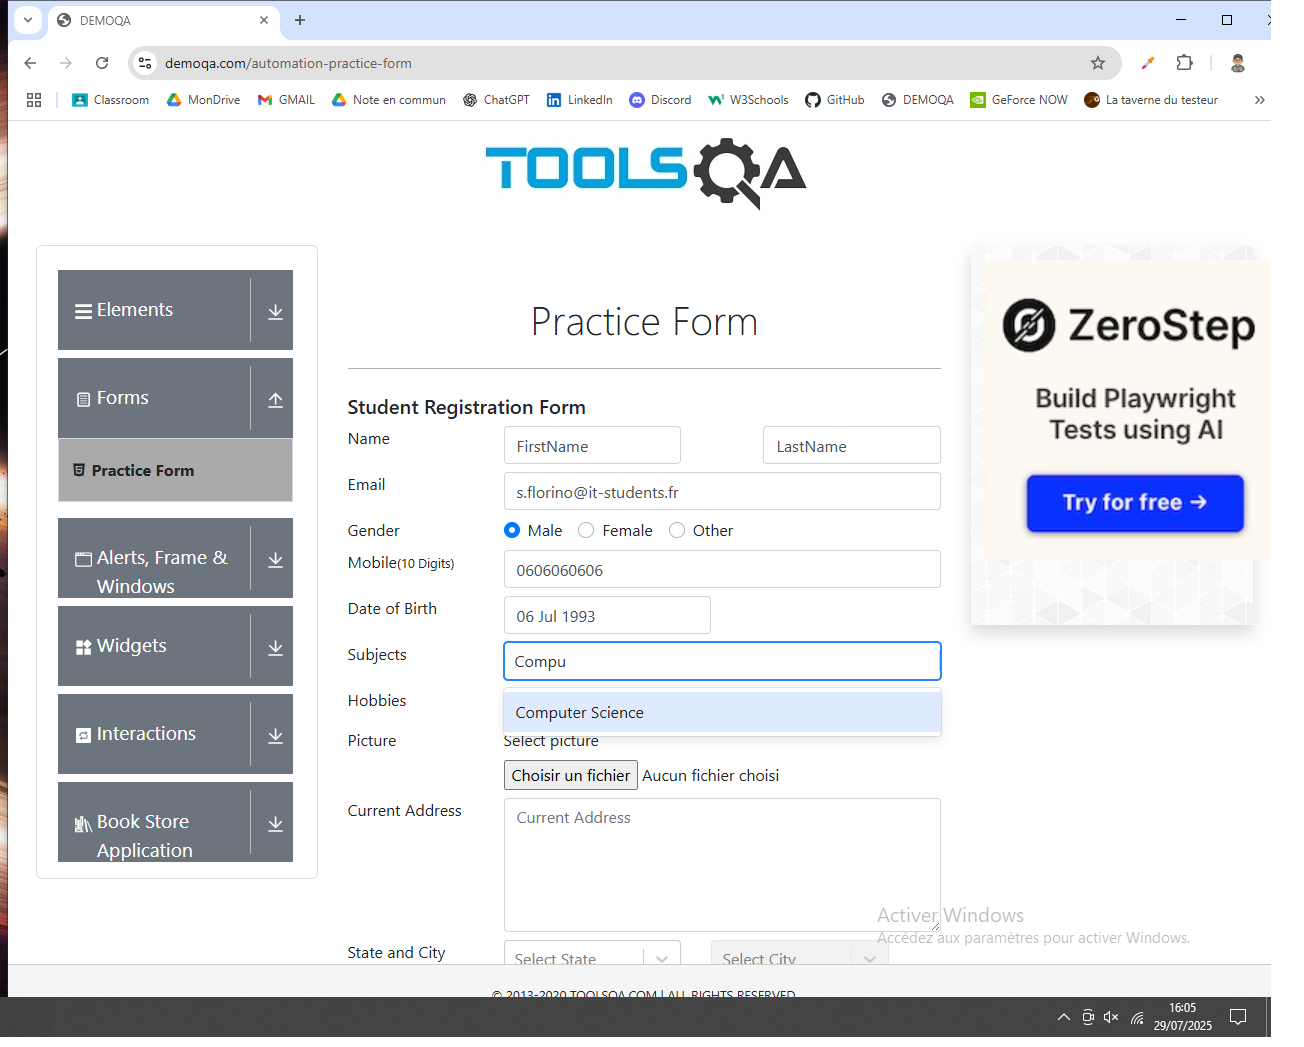 DEMOQA
demoqa.com/automation-practice-form
Classroom MonDrive GMAIL Note en commun ChatGPT LinkedIn Discord W3Schools GitHub DEMOQA GeForce NOW La taverne du testeur
TOOLSQA
Elements
Forms
Practice Form
Alerts, Frame &
Windows
Widgets
Interactions
Book Store
Application
Practice Form
Student Registration Form
Name FirstName LastName
Email s.florino@it-students.fr
Gender Male Female Other
Mobile(10 Digits) 0606060606
Date of Birth 06 Jul 1993
Subjects Compu
Hobbies Computer Science
Picture Select picture
Choisir un fichier Aucun fichier choisi
Current Address Current Address
State and City Select State Select City
© 2013-2020 TOOLSQA.COM | ALL RIGHTS RESERVED.
ZeroStep
Build Playwright
Tests using AI
Try for free →
Activer Windows
Accédez aux paramètres pour activer Windows.
16:05
29/07/2025